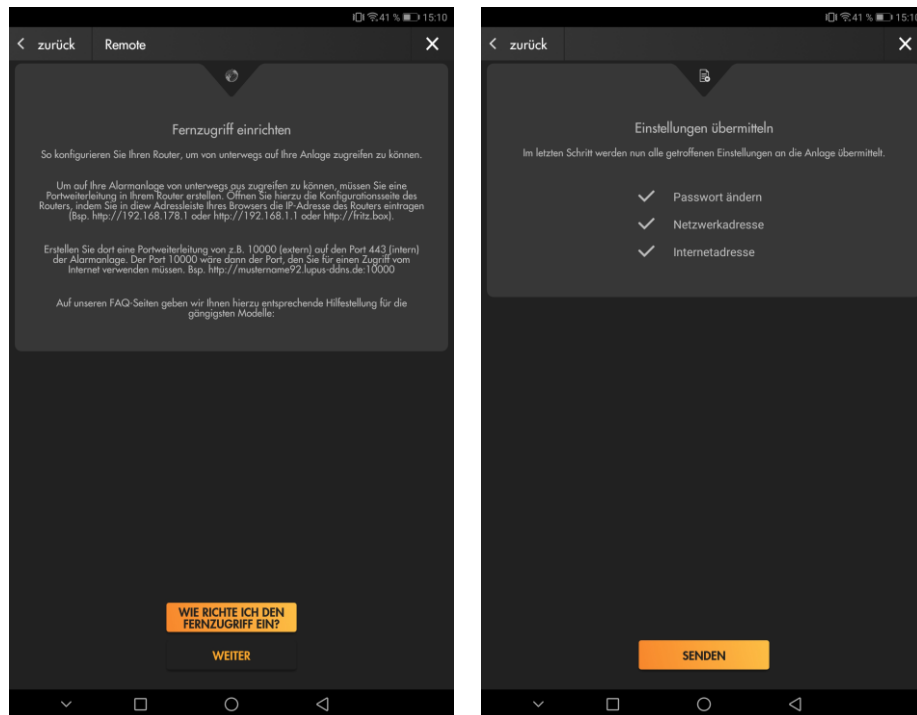 41 % 15:10
zurück Remote
Fernzugriff einrichten
So konfigurieren Sie Ihren Router, um von unterwegs auf Ihre Anlage zugreifen zu können.
Um auf Ihre Alarmanlage von unterwegs aus zugreifen zu können, müssen Sie eine
Portweiterleitung in Ihrem Router erstellen. Öffnen Sie hierzu die Konfigurationsseite des
Routers, indem Sie in diew Adressleiste Ihres Browsers die IP-Adresse des Routers eintragen
(Bsp. http://192.168.178.1 oder http://192.168.1.1 oder http://fritz.box).
Erstellen Sie dort eine Portweiterleitung von z.B. 10000 (extern) auf den Port 443 (intern)
der Alarmanlage. Der Port 10000 wäre dann der Port, den Sie für einen Zugriff vom
Internet verwenden müssen. Bsp. http://mustername92.lupus-ddns.de:10000
Auf unseren FAQ-Seiten geben wir Ihnen hierzu entsprechende Hilfestellung für die
gängigsten Modelle:
WIE RICHTE ICH DEN
FERNZUGRIFF EIN?
WEITER
41 % 15:10
zurück
Einstellungen übermitteln
Im letzten Schritt werden nun alle getroffenen Einstellungen an die Anlage übermittelt.
Passwort ändern
Netzwerkadresse
Internetadresse
SENDEN